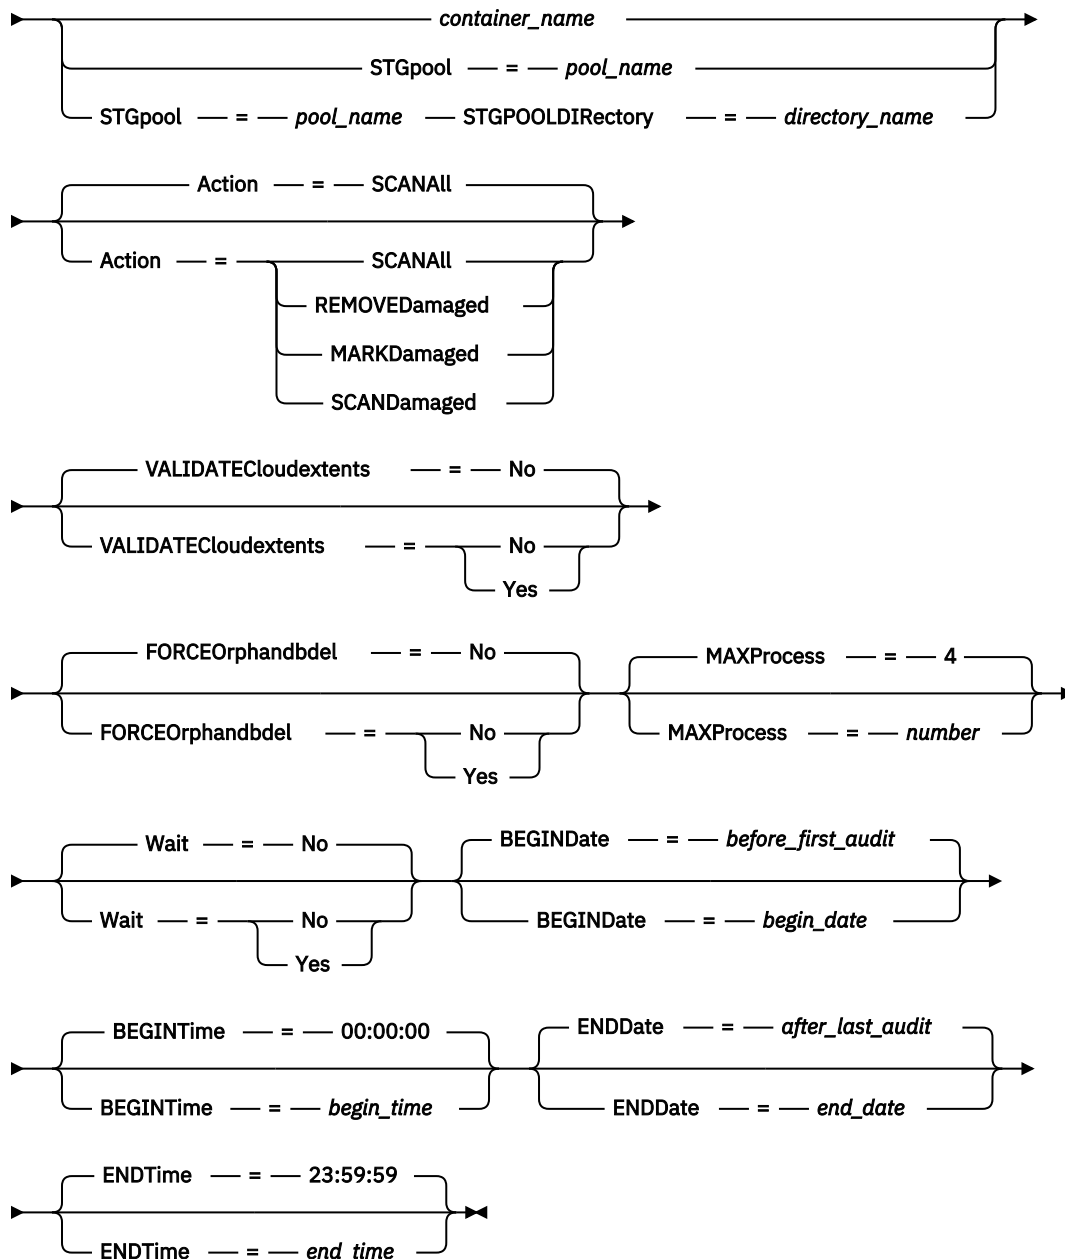 container_name
STGpool = pool_name
STGpool = pool_name STGPOOLDIRectory = directory_name
Action = SCANAll
Action = SCANAll
REMOVEDamaged
MARKDamaged
SCANDamaged
VALIDATECloudextents = No
VALIDATECloudextents = No
Yes
FORCEOrphandbdel = No MAXProcess = 4
FORCEOrphandbdel = No MAXProcess = number
Yes
Wait = No BEGINDate = before_first_audit
Wait = No BEGINDate = begin_date
Yes
BEGINTime = 00:00:00 ENDDate = after_last_audit
BEGINTime = begin_time ENDDate = end_date
ENDTime = 23:59:59
ENDTime = end_time